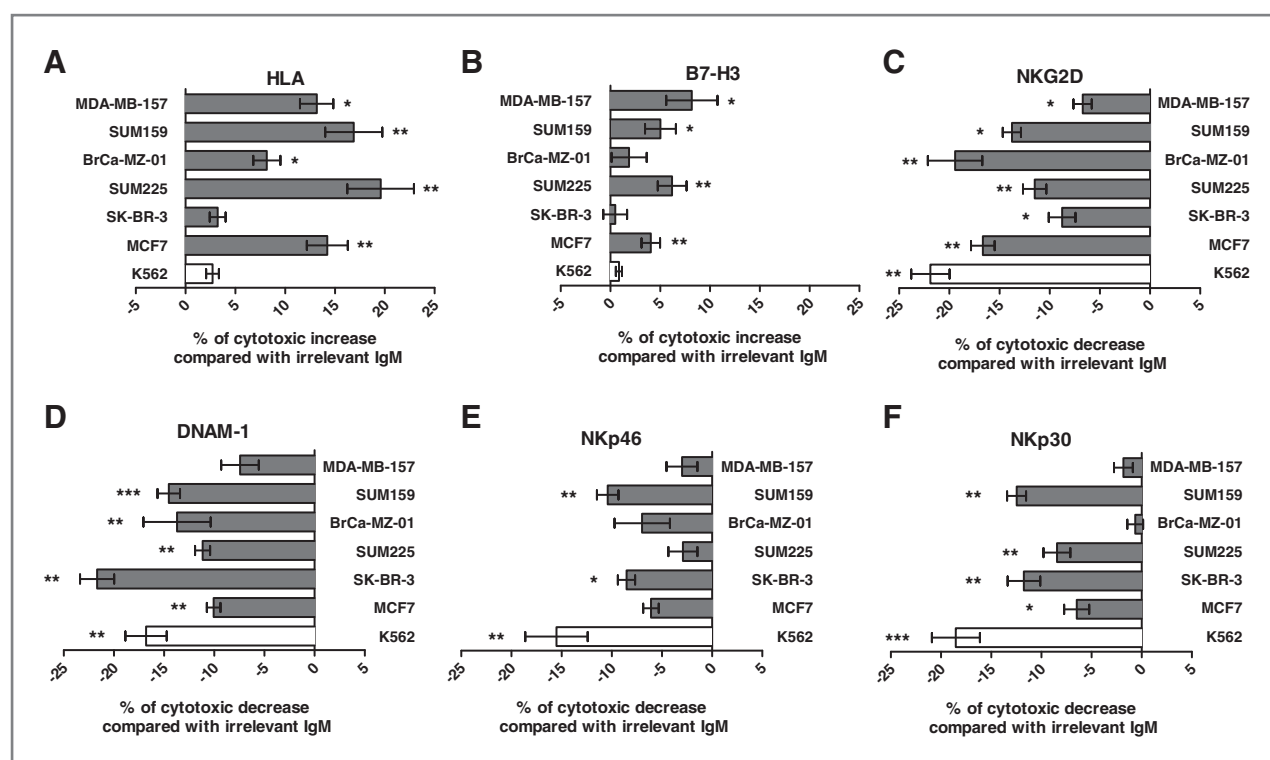 A
HLA
MDA-MB-157 *
SUM159 **
BrCa-MZ-01 *
SUM225 **
SK-BR-3
MCF7 **
K562
-5 0 5 10 15 20 25
% of cytotoxic increase
compared with irrelevant IgM
B
B7-H3
MDA-MB-157 *
SUM159 *
BrCa-MZ-01
SUM225 **
SK-BR-3
MCF7 **
K562
-5 0 5 10 15 20 25
% of cytotoxic increase
compared with irrelevant IgM
C
NKG2D
* MDA-MB-157
* SUM159
** BrCa-MZ-01
** SUM225
* SK-BR-3
** MCF7
** K562
-25 -20 -15 -10 -5 0 5
% of cytotoxic decrease
compared with irrelevant IgM
D
DNAM-1
MDA-MB-157
*** SUM159
** BrCa-MZ-01
** SUM225
** SK-BR-3
** MCF7
** K562
-25 -20 -15 -10 -5 0 5
% of cytotoxic decrease
compared with irrelevant IgM
E
NKp46
MDA-MB-157
** SUM159
BrCa-MZ-01
SUM225
* SK-BR-3
MCF7
** K562
-25 -20 -15 -10 -5 0 5
% of cytotoxic decrease
compared with irrelevant IgM
F
NKp30
MDA-MB-157
** SUM159
BrCa-MZ-01
** SUM225
** SK-BR-3
* MCF7
*** K562
-25 -20 -15 -10 -5 0 5
% of cytotoxic decrease
compared with irrelevant IgM